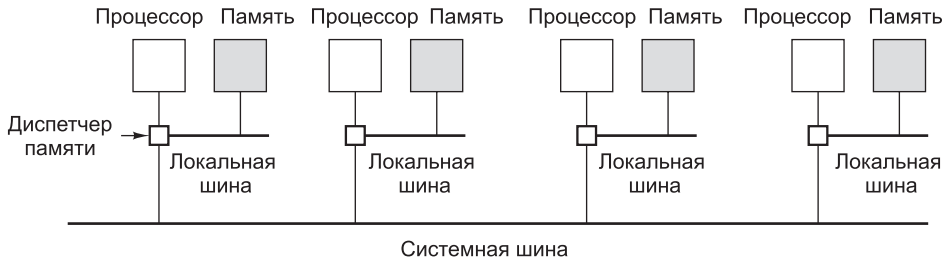 Процессор Память Процессор Память Процессор Память Процессор Память
Диспетчер
памяти
Локальная
шина
Локальная
шина
Локальная
шина
Локальная
шина
Системная шина